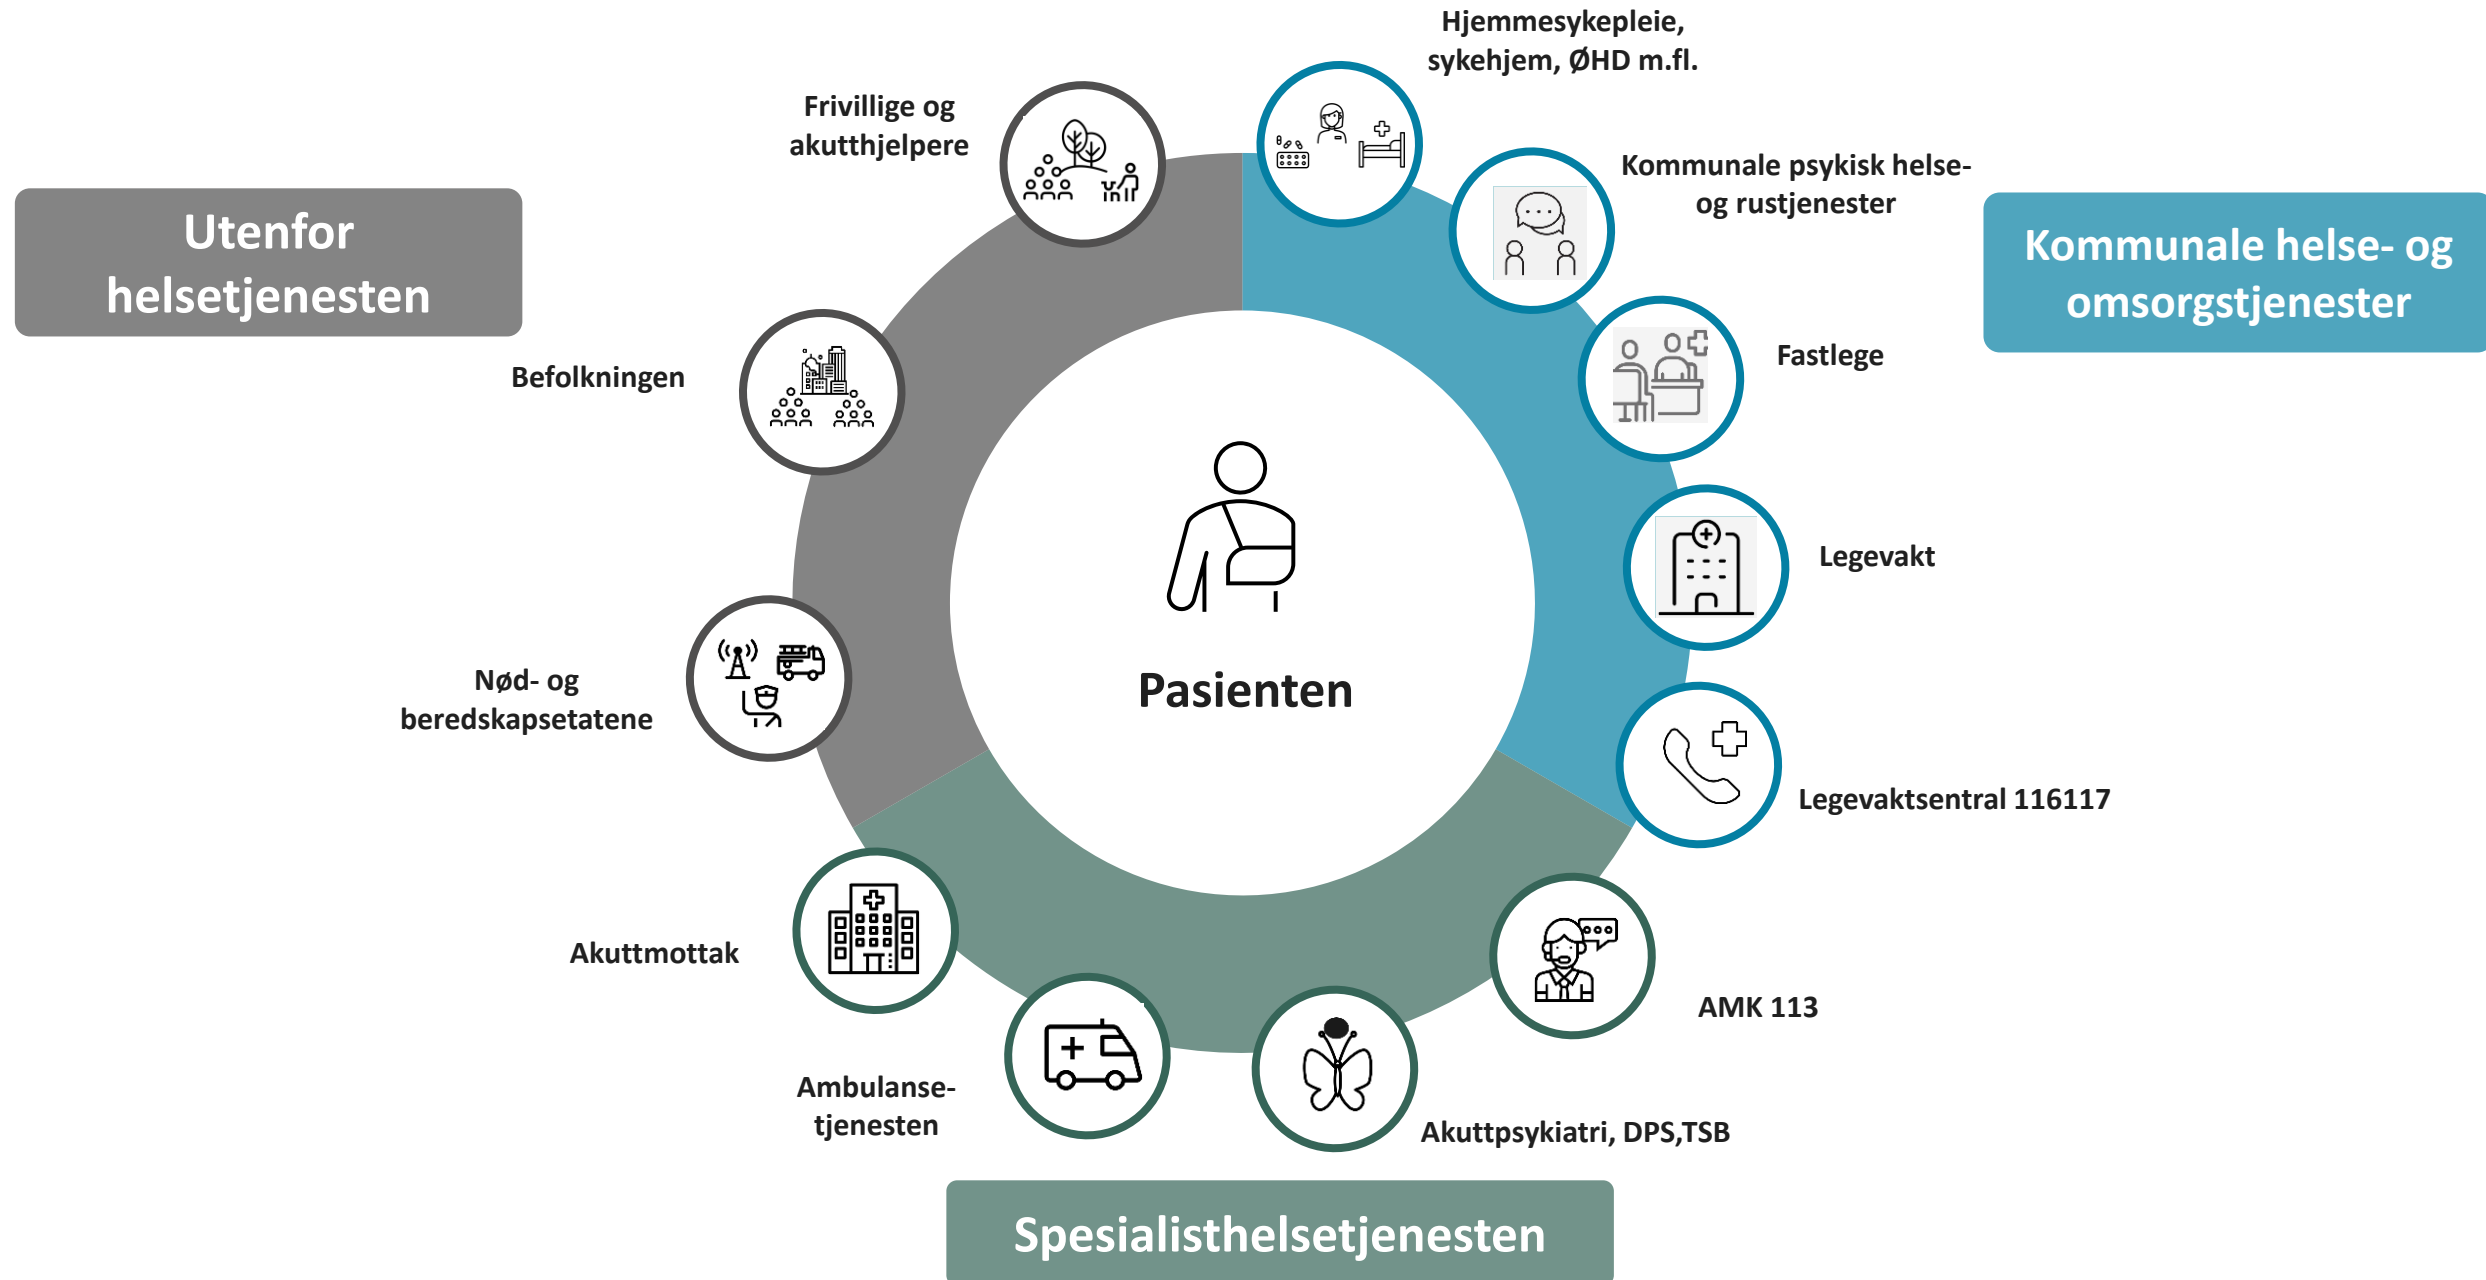 Hjemmesykepleie,
sykehjem, ØHD m.fl.
Frivillige og
akutthjelpere
Kommunale psykisk helse-
og rustjenester
Utenfor
helsetjenesten
Kommunale helse- og
omsorgstjenester
Fastlege
Befolkningen
Legevakt
Pasienten
Nød- og
beredskapsetatene
Legevaktsentral 116117
Akuttmottak
AMK 113
Ambulanse-
tjenesten
Akuttpsykiatri, DPS,TSB
Spesialisthelsetjenesten